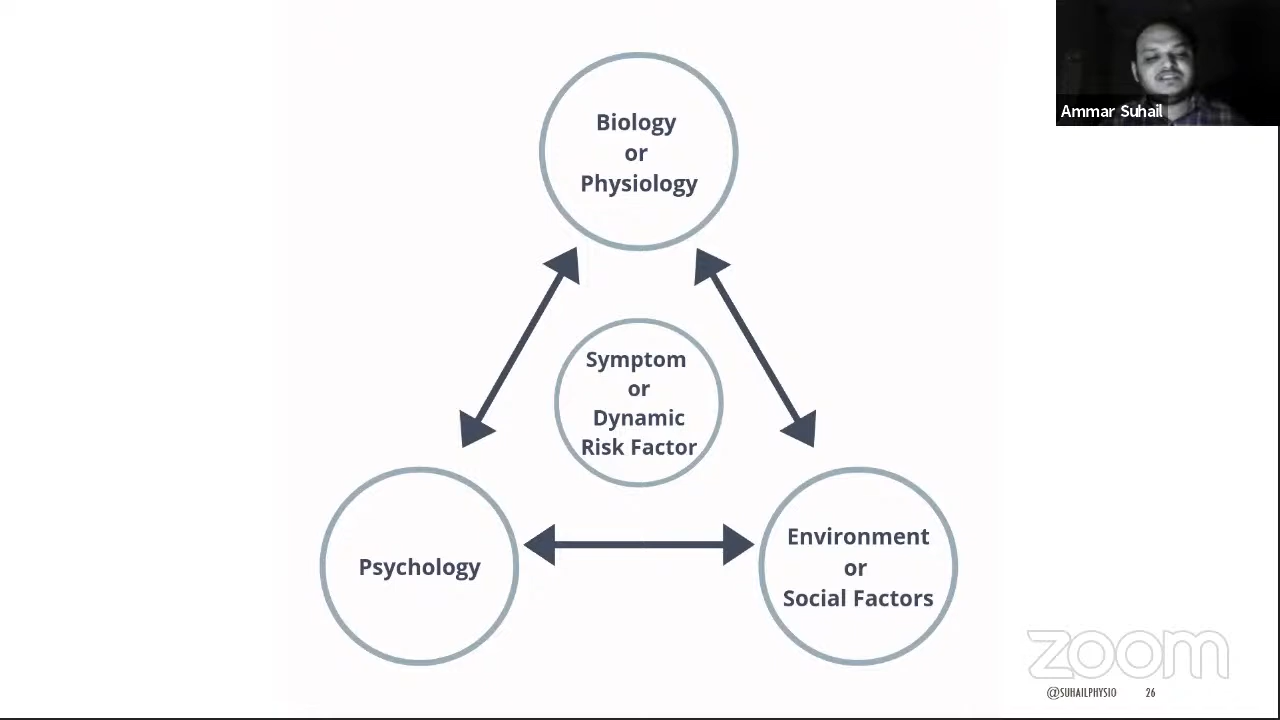 Ammar Suhail
Biology
or
Physiology
Symptom
or
Dynamic
Risk Factor
Psychology
Environment
or
Social Factors
zoom
@SUHAILPHYSIO 26